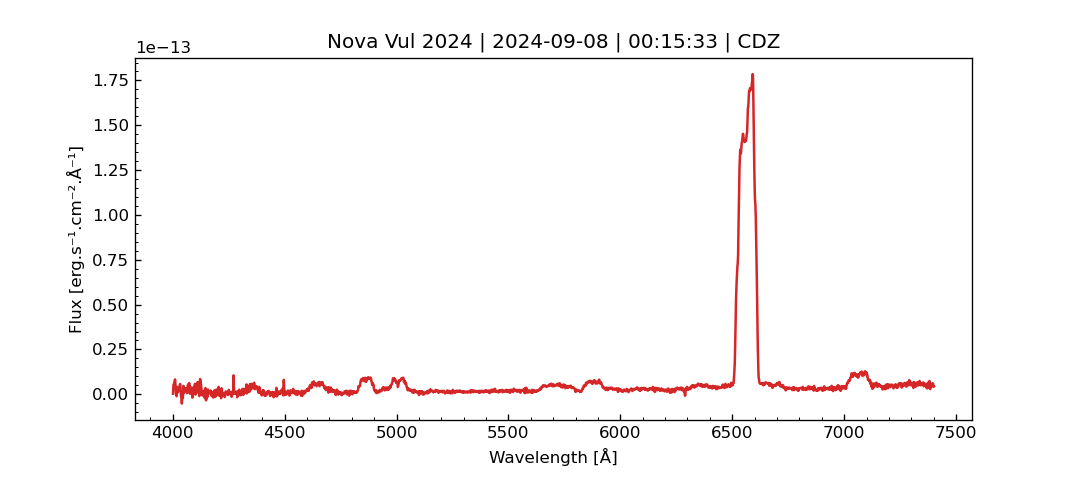 Nova Vul 2024 | 2024-09-08 | 00:15:33 | CDZ
1e−13
1.75
1.50
1.25
1.00
0.75
0.50
0.25
0.00
Flux [erg.s⁻¹.cm⁻².Å⁻¹]
4000 4500 5000 5500 6000 6500 7000 7500
Wavelength [Å]